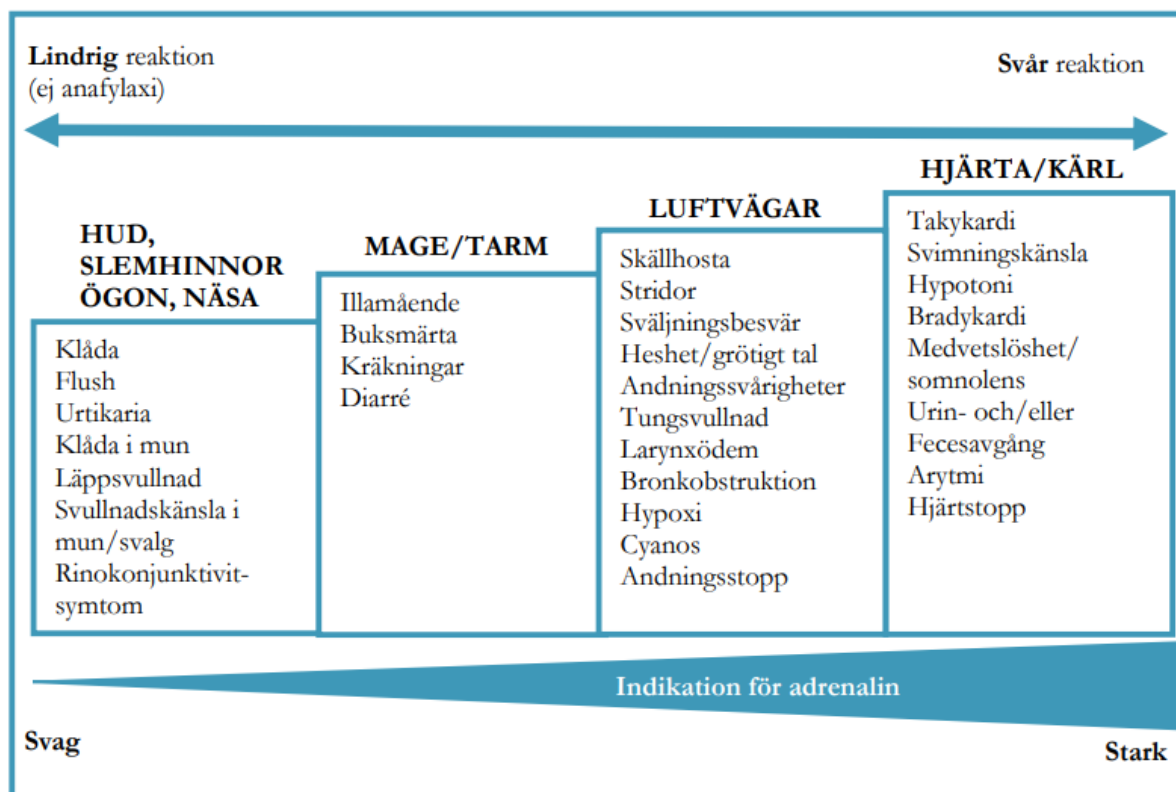 Lindrig reaktion
(ej anafylaxi)
Svår reaktion
HUD,
SLEMHINNOR
ÖGON, NÄSA
Klåda
Flush
Urtikaria
Klåda i mun
Läppsvullnad
Svullnadskänsla i
mun/svalg
Rinokonjunktivit-
symtom
MAGE/TARM
Illamående
Buksmärta
Kräkningar
Diarré
LUFTVÄGAR
Skällhosta
Stridor
Sväljningsbesvär
Heshet/grötigt tal
Andningssvårigheter
Tungsvullnad
Larynxödem
Bronkobstruktion
Hypoxi
Cyanos
Andningsstopp
HJÄRTA/KÄRL
Takykardi
Svimningskänsla
Hypotoni
Bradykardi
Medvetslöshet/
somnolens
Urin- och/eller
Fecesavgång
Arytmi
Hjärtstopp
Indikation för adrenalin
Svag
Stark